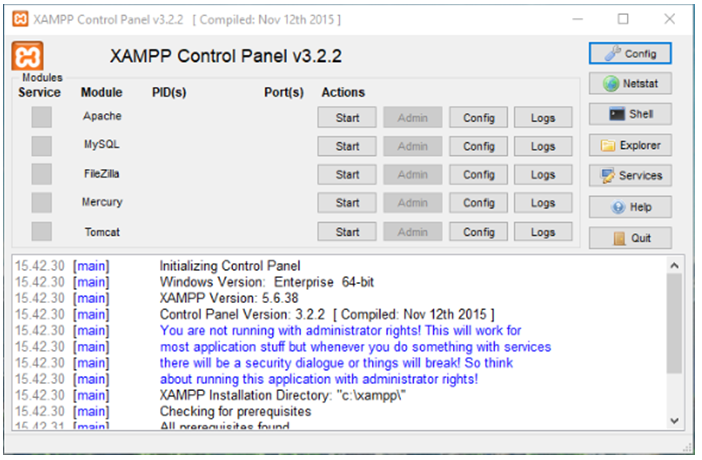 XAMPP Control Panel v3.2.2 [ Compiled: Nov 12th 2015 ]
XAMPP Control Panel v3.2.2
Config
Modules
Service Module PID(s) Port(s) Actions
Netstat
Apache Start Admin Config Logs
Shell
MySQL Start Admin Config Logs
Explorer
FileZilla Start Admin Config Logs
Services
Mercury Start Admin Config Logs
Help
Tomcat Start Admin Config Logs
Quit
15.42.30 [main] Initializing Control Panel
15.42.30 [main] Windows Version: Enterprise 64-bit
15.42.30 [main] XAMPP Version: 5.6.38
15.42.30 [main] Control Panel Version: 3.2.2 [ Compiled: Nov 12th 2015 ]
15.42.30 [main] You are not running with administrator rights! This will work for
15.42.30 [main] most application stuff but whenever you do something with services
15.42.30 [main] there will be a security dialogue or things will break! So think
15.42.30 [main] about running this application with administrator rights!
15.42.30 [main] XAMPP Installation Directory: "c:\xampp\"
15.42.30 [main] Checking for prerequisites
15.42.31 [main] All prerequisites found